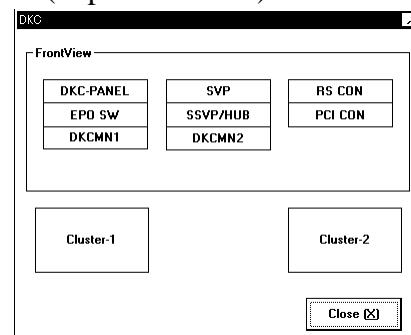 DKC
FrontView
DKC-PANEL SVP RS CON
EPO SW SSVP/HUB PCI CON
DKCMN1 DKCMN2
Cluster-1 Cluster-2
Close (X)